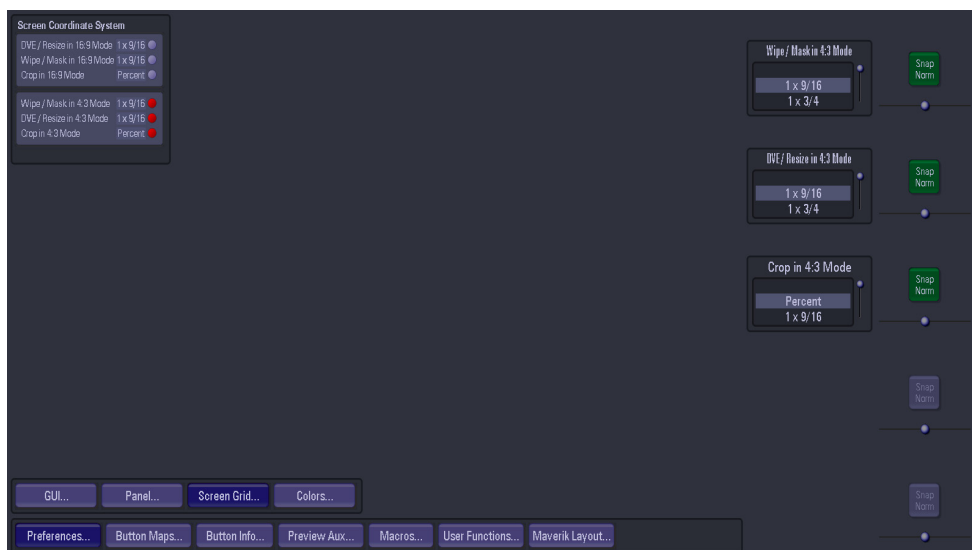 Screen Coordinate System
DVE / Resize in 16:9 Mode 1 x 9/16
Wipe / Mask in 16:9 Mode 1 x 9/16
Crop in 16:9 Mode Percent
Wipe / Mask in 4:3 Mode 1 x 9/16
DVE / Resize in 4:3 Mode 1 x 9/16
Crop in 4:3 Mode Percent
Wipe / Mask in 4:3 Mode
1 x 9/16
1 x 3/4
Snap
Norm
DVE / Resize in 4:3 Mode
1 x 9/16
1 x 3/4
Snap
Norm
Crop in 4:3 Mode
Percent
1 x 9/16
Snap
Norm
Snap
Norm
Snap
Norm
GUI... Panel... Screen Grid... Colors...
Preferences... Button Maps... Button Info... Preview Aux... Macros... User Functions... Maverik Layout...